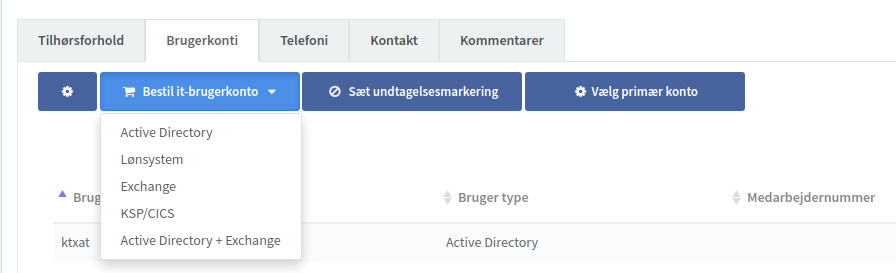 Tilhørsforhold Brugerkonti Telefoni Kontakt Kommentarer
Bestil it-brugerkonto Sæt undtagelsesmarkering Vælg primær konto
Active Directory
Lønsystem
Exchange
KSP/CICS
Active Directory + Exchange
Bruger type Medarbejdernummer
ktxat Active Directory